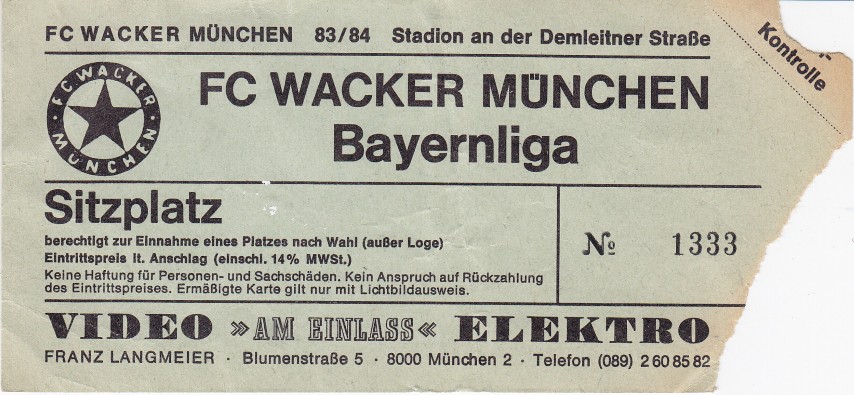 FC WACKER MÜNCHEN 83/84 Stadion an der Demleitner Straße
Kontrolle
FC WACKER MÜNCHEN
FC WACKER MÜNCHEN
Bayernliga
Sitzplatz
berechtigt zur Einnahme eines Platzes nach Wahl (außer Loge)
Eintrittspreis lt. Anschlag (einschl. 14% MWSt.)
Keine Haftung für Personen- und Sachschäden. Kein Anspruch auf Rückzahlung
des Eintrittspreises. Ermäßigte Karte gilt nur mit Lichtbildausweis.
№ 1333
VIDEO »AM EINLASS« ELEKTRO
FRANZ LANGMEIER · Blumenstraße 5 · 8000 München 2 · Telefon (089) 2 60 85 82